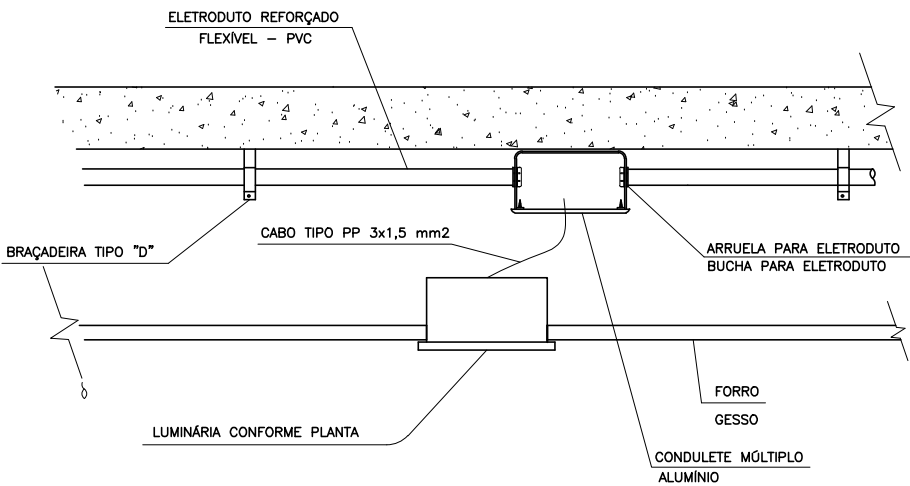 ELETRODUTO REFORÇADO
FLEXÍVEL – PVC
CABO TIPO PP 3x1,5 mm2
BRAÇADEIRA TIPO "D"
ARRUELA PARA ELETRODUTO
BUCHA PARA ELETRODUTO
FORRO
GESSO
LUMINÁRIA CONFORME PLANTA
CONDULETE MÚLTIPLO
ALUMÍNIO